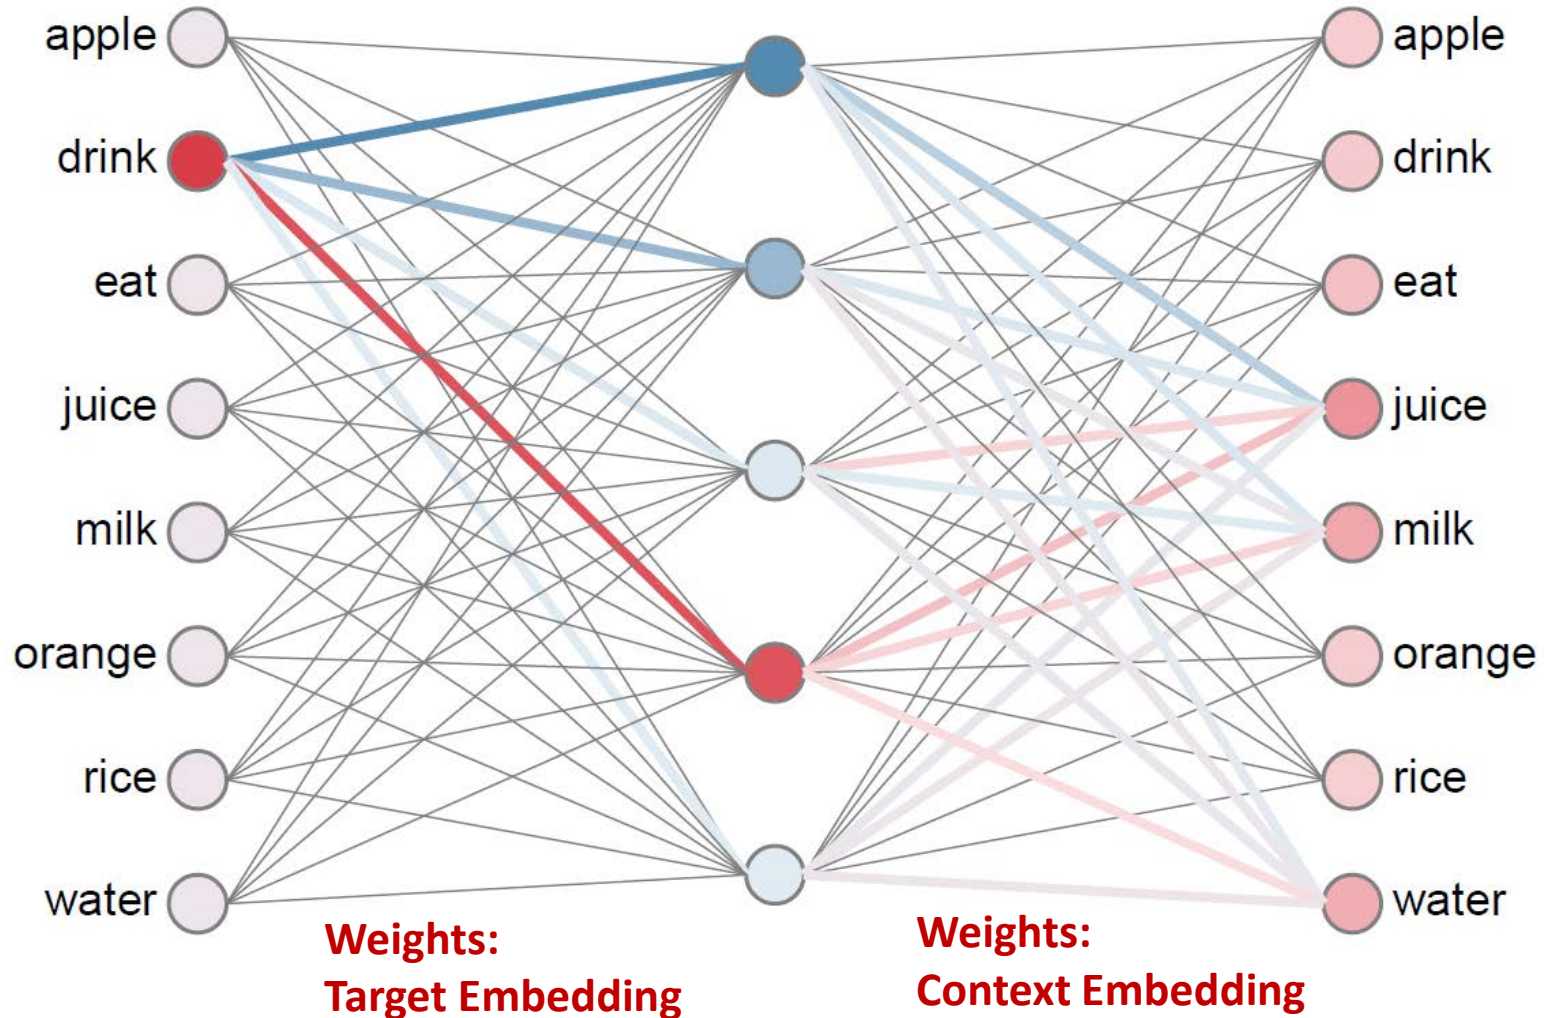 apple
drink
eat
juice
milk
orange
rice
water
apple
drink
eat
juice
milk
orange
rice
water
Weights:
Target Embedding
Weights:
Context Embedding